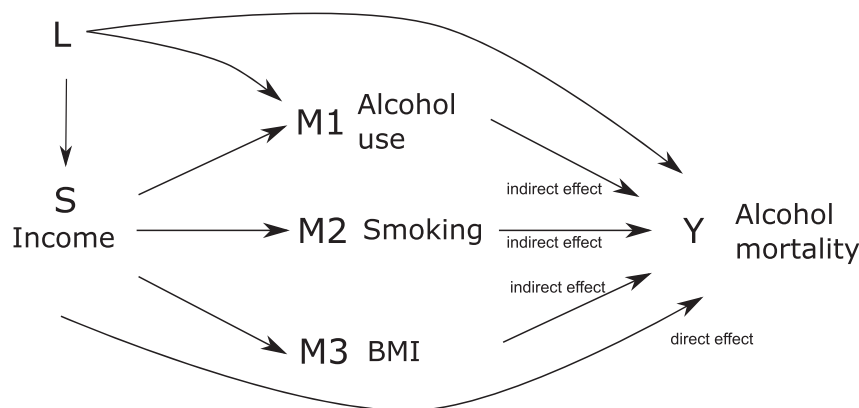 L
M1 Alcohol
use
indirect effect
S
Income
M2 Smoking
indirect effect
Y Alcohol
mortality
indirect effect
M3 BMI
direct effect